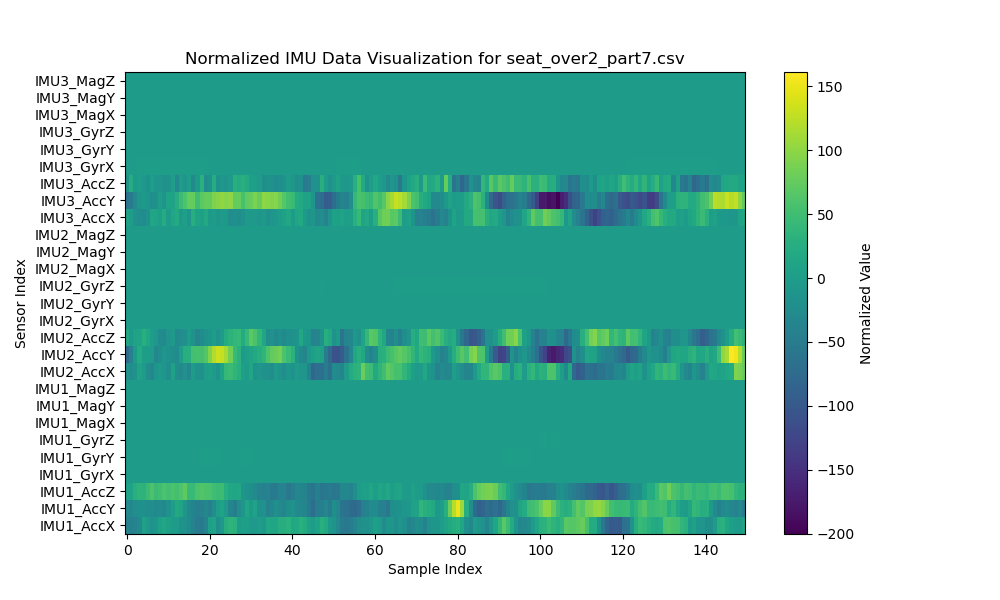 Normalized IMU Data Visualization for seat_over2_part7.csv
IMU3_MagZ
IMU3_MagY
IMU3_MagX
IMU3_GyrZ
IMU3_GyrY
IMU3_GyrX
IMU3_AccZ
IMU3_AccY
IMU3_AccX
IMU2_MagZ
IMU2_MagY
IMU2_MagX
IMU2_GyrZ
IMU2_GyrY
IMU2_GyrX
IMU2_AccZ
IMU2_AccY
IMU2_AccX
IMU1_MagZ
IMU1_MagY
IMU1_MagX
IMU1_GyrZ
IMU1_GyrY
IMU1_GyrX
IMU1_AccZ
IMU1_AccY
IMU1_AccX
Sensor Index
0 20 40 60 80 100 120 140
Sample Index
150
100
50
0
−50
−100
−150
−200
Normalized Value